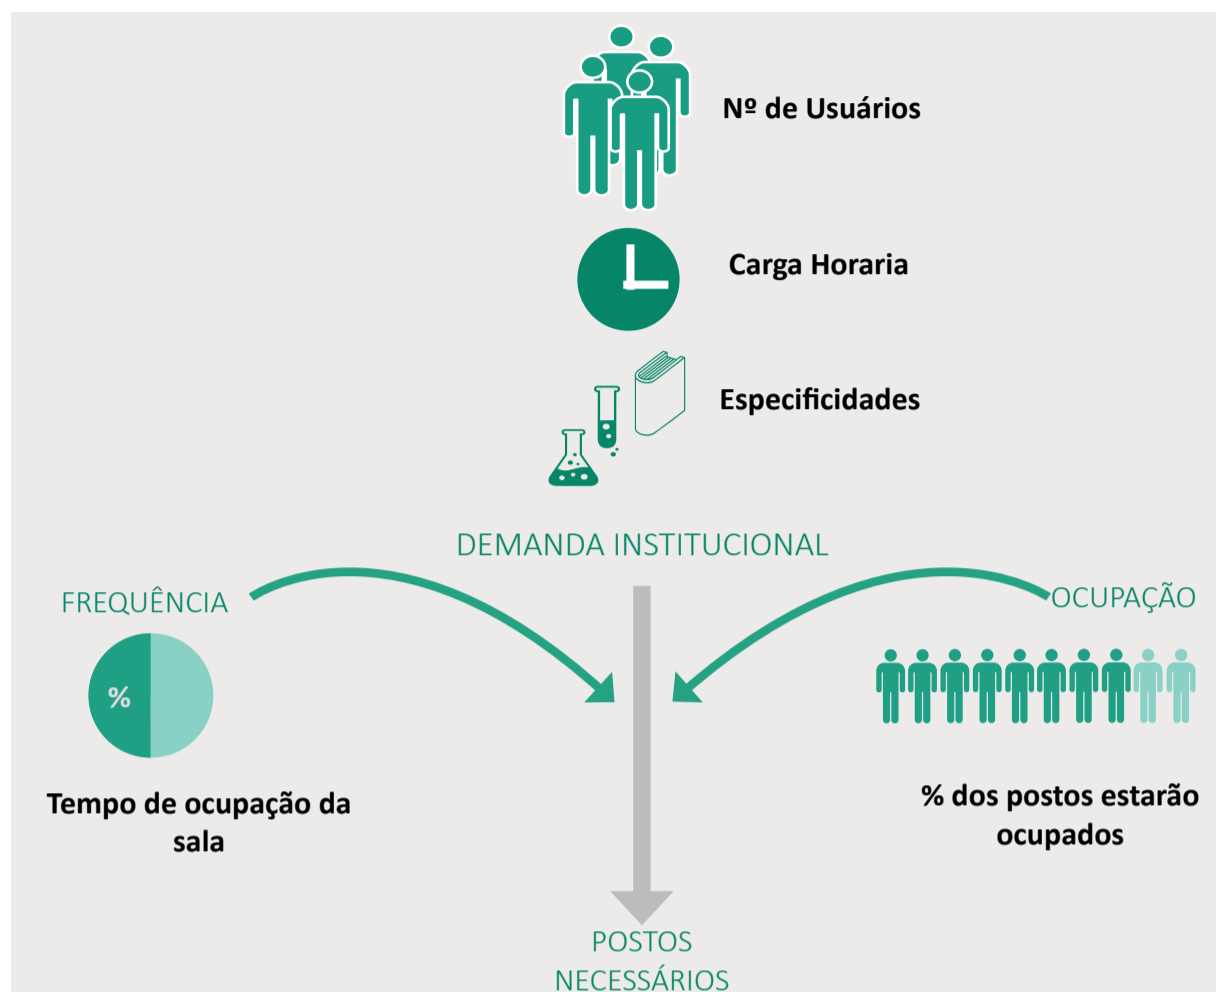 Nº de Usuários
Carga Horaria
Especificidades
DEMANDA INSTITUCIONAL
FREQUÊNCIA
%
Tempo de ocupação da
sala
OCUPAÇÃO
% dos postos estarão
ocupados
POSTOS
NECESSÁRIOS